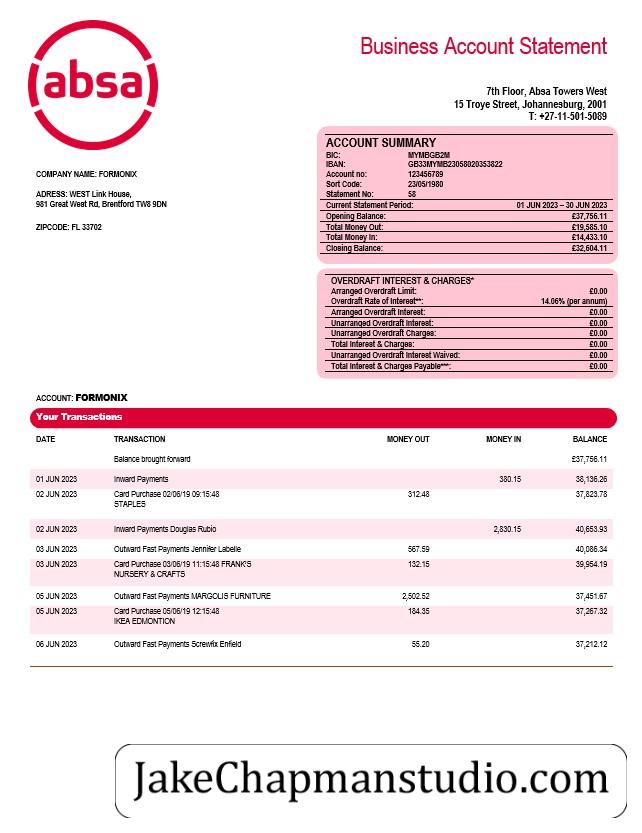 absa
Business Account Statement
7th Floor, Absa Towers West
15 Troye Street, Johannesburg, 2001
T: +27-11-501-5089
COMPANY NAME: FORMONIX
ADRESS: WEST Link House,
981 Great West Rd, Brentford TW8 9DN
ZIPCODE: FL 33702
ACCOUNT SUMMARY
BIC: MYMBGB2M
IBAN: GB33MYMB23058020353822
Account no: 123456789
Sort Code: 23/05/1980
Statement No: 58
Current Statement Period: 01 JUN 2023 – 30 JUN 2023
Opening Balance: £37,756.11
Total Money Out: £19,585.10
Total Money In: £14,433.10
Closing Balance: £32,604.11
OVERDRAFT INTEREST & CHARGES*
Arranged Overdraft Limit: £0.00
Overdraft Rate of Interest**: 14.06% (per annum)
Arranged Overdraft Interest: £0.00
Unarranged Overdraft Interest: £0.00
Unarranged Overdraft Charges: £0.00
Total Interest & Charges: £0.00
Unarranged Overdraft Interest Waived: £0.00
Total Interest & Charges Payable***: £0.00
ACCOUNT: FORMONIX
Your Transactions
DATE TRANSACTION MONEY OUT MONEY IN BALANCE
Balance brought forward £37,756.11
01 JUN 2023 Inward Payments 380.15 38,136.26
02 JUN 2023 Card Purchase 02/06/19 09:15:48 312.48 37,823.78
STAPLES
02 JUN 2023 Inward Payments Douglas Rubio 2,830.15 40,653.93
03 JUN 2023 Outward Fast Payments Jennifer Labelle 567.59 40,086.34
03 JUN 2023 Card Purchase 03/06/19 11:15:48 FRANK'S 132.15 39,954.19
NURSERY & CRAFTS
05 JUN 2023 Outward Fast Payments MARGOLIS FURNITURE 2,502.52 37,451.67
05 JUN 2023 Card Purchase 05/06/19 12:15:48 184.35 37,267.32
IKEA EDMONTION
06 JUN 2023 Outward Fast Payments Screwfix Enfield 55.20 37,212.12
JakeChapmanstudio.com